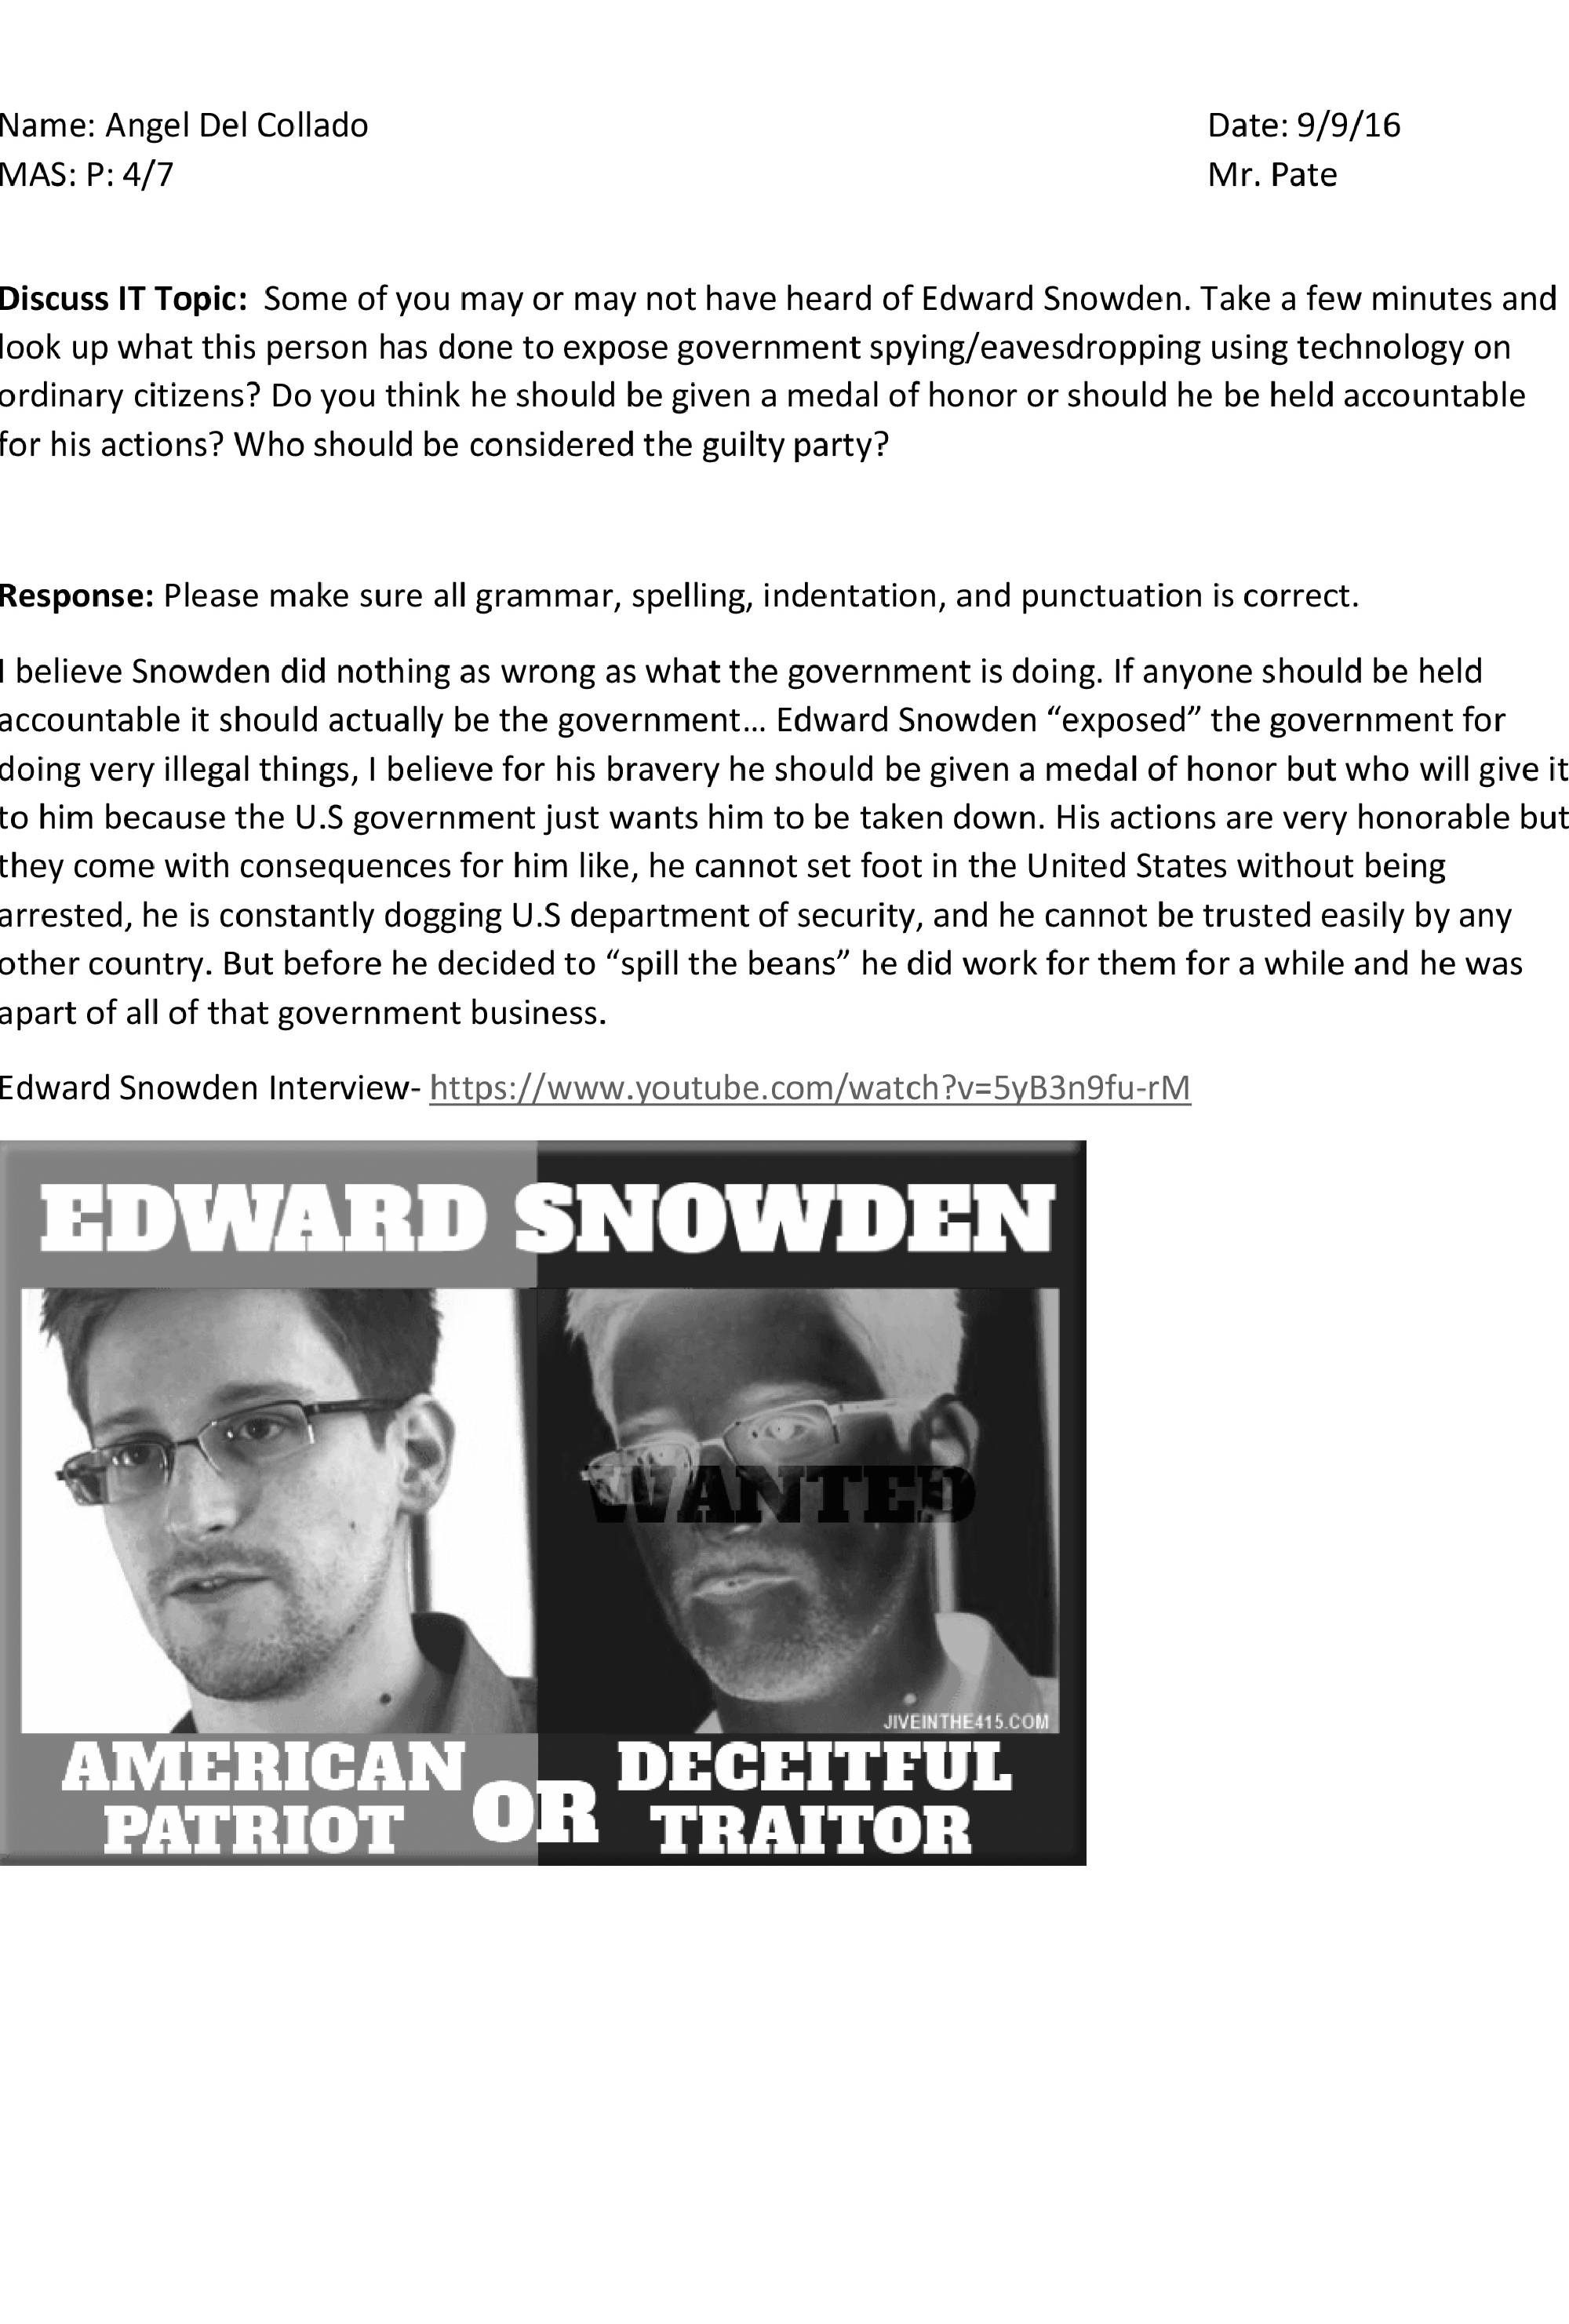 Name: Angel Del Collado Date: 9/9/16
MAS: P: 4/7 Mr. Pate
Discuss IT Topic: Some of you may or may not have heard of Edward Snowden. Take a few minutes and
look up what this person has done to expose government spying/eavesdropping using technology on
ordinary citizens? Do you think he should be given a medal of honor or should he be held accountable
for his actions? Who should be considered the guilty party?
Response: Please make sure all grammar, spelling, indentation, and punctuation is correct.
I believe Snowden did nothing as wrong as what the government is doing. If anyone should be held
accountable it should actually be the government... Edward Snowden “exposed” the government for
doing very illegal things, I believe for his bravery he should be given a medal of honor but who will give it
to him because the U.S government just wants him to be taken down. His actions are very honorable but
they come with consequences for him like, he cannot set foot in the United States without being
arrested, he is constantly dogging U.S department of security, and he cannot be trusted easily by any
other country. But before he decided to “spill the beans” he did work for them for a while and he was
apart of all of that government business.
Edward Snowden Interview- https://www.youtube.com/watch?v=5yB3n9fu-rM
EDWARD SNOWDEN
WANTED
JIVEINTHE415.COM
AMERICAN
PATRIOT
OR
DECEITFUL
TRAITOR